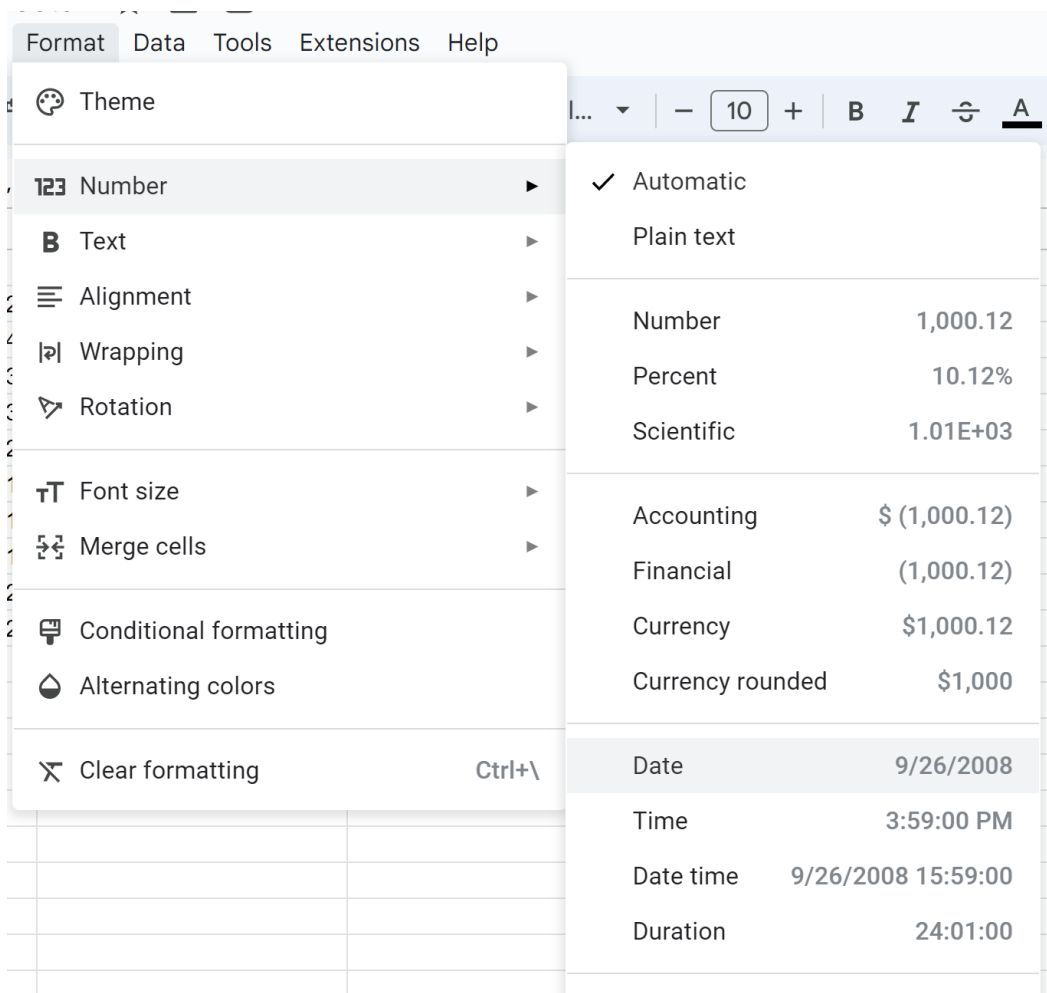 Format Data Tools Extensions Help
Theme
10
B I S A
123 Number
B Text
Alignment
Wrapping
Rotation
Font size
Merge cells
Conditional formatting
Alternating colors
Clear formatting Ctrl+\
Automatic
Plain text
Number 1,000.12
Percent 10.12%
Scientific 1.01E+03
Accounting $ (1,000.12)
Financial (1,000.12)
Currency $1,000.12
Currency rounded $1,000
Date 9/26/2008
Time 3:59:00 PM
Date time 9/26/2008 15:59:00
Duration 24:01:00